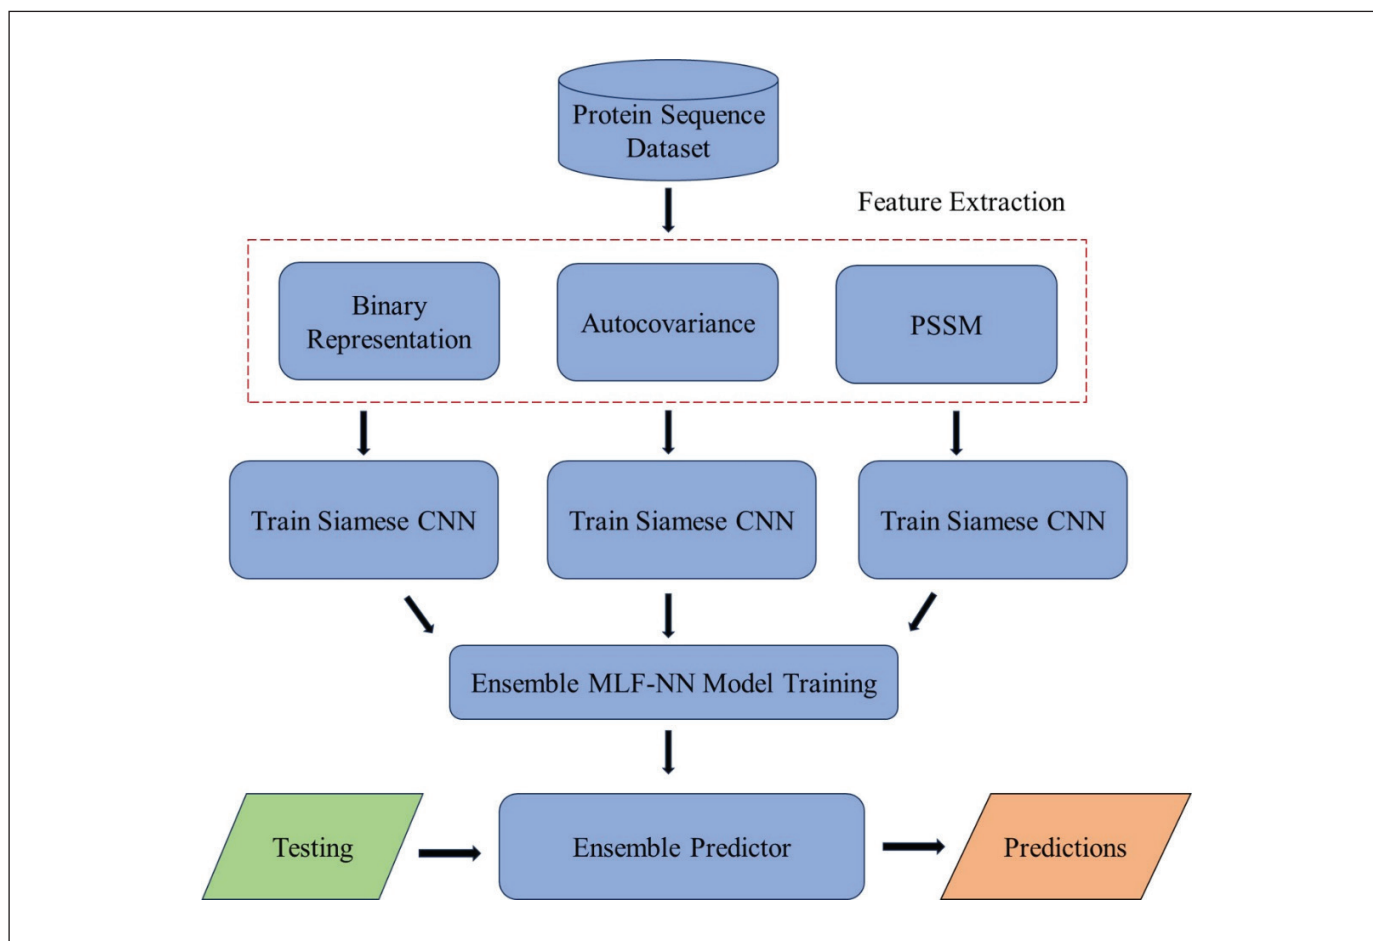 Protein Sequence
Dataset
Feature Extraction
Binary
Representation
Autocovariance
PSSM
Train Siamese CNN
Train Siamese CNN
Train Siamese CNN
Ensemble MLF-NN Model Training
Testing
Ensemble Predictor
Predictions